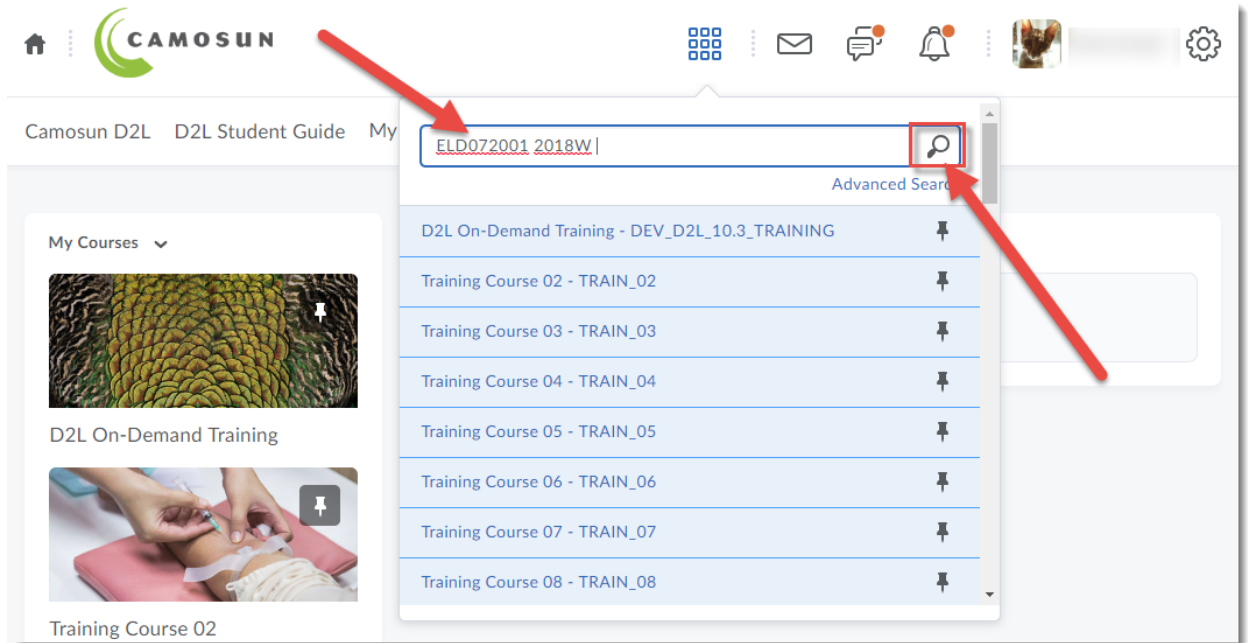 CAMOSUN
Camosun D2L D2L Student Guide My
ELD072001 2018W
Advanced Search
My Courses
D2L On-Demand Training
Training Course 02
D2L On-Demand Training - DEV_D2L_10.3_TRAINING
Training Course 02 - TRAIN_02
Training Course 03 - TRAIN_03
Training Course 04 - TRAIN_04
Training Course 05 - TRAIN_05
Training Course 06 - TRAIN_06
Training Course 07 - TRAIN_07
Training Course 08 - TRAIN_08